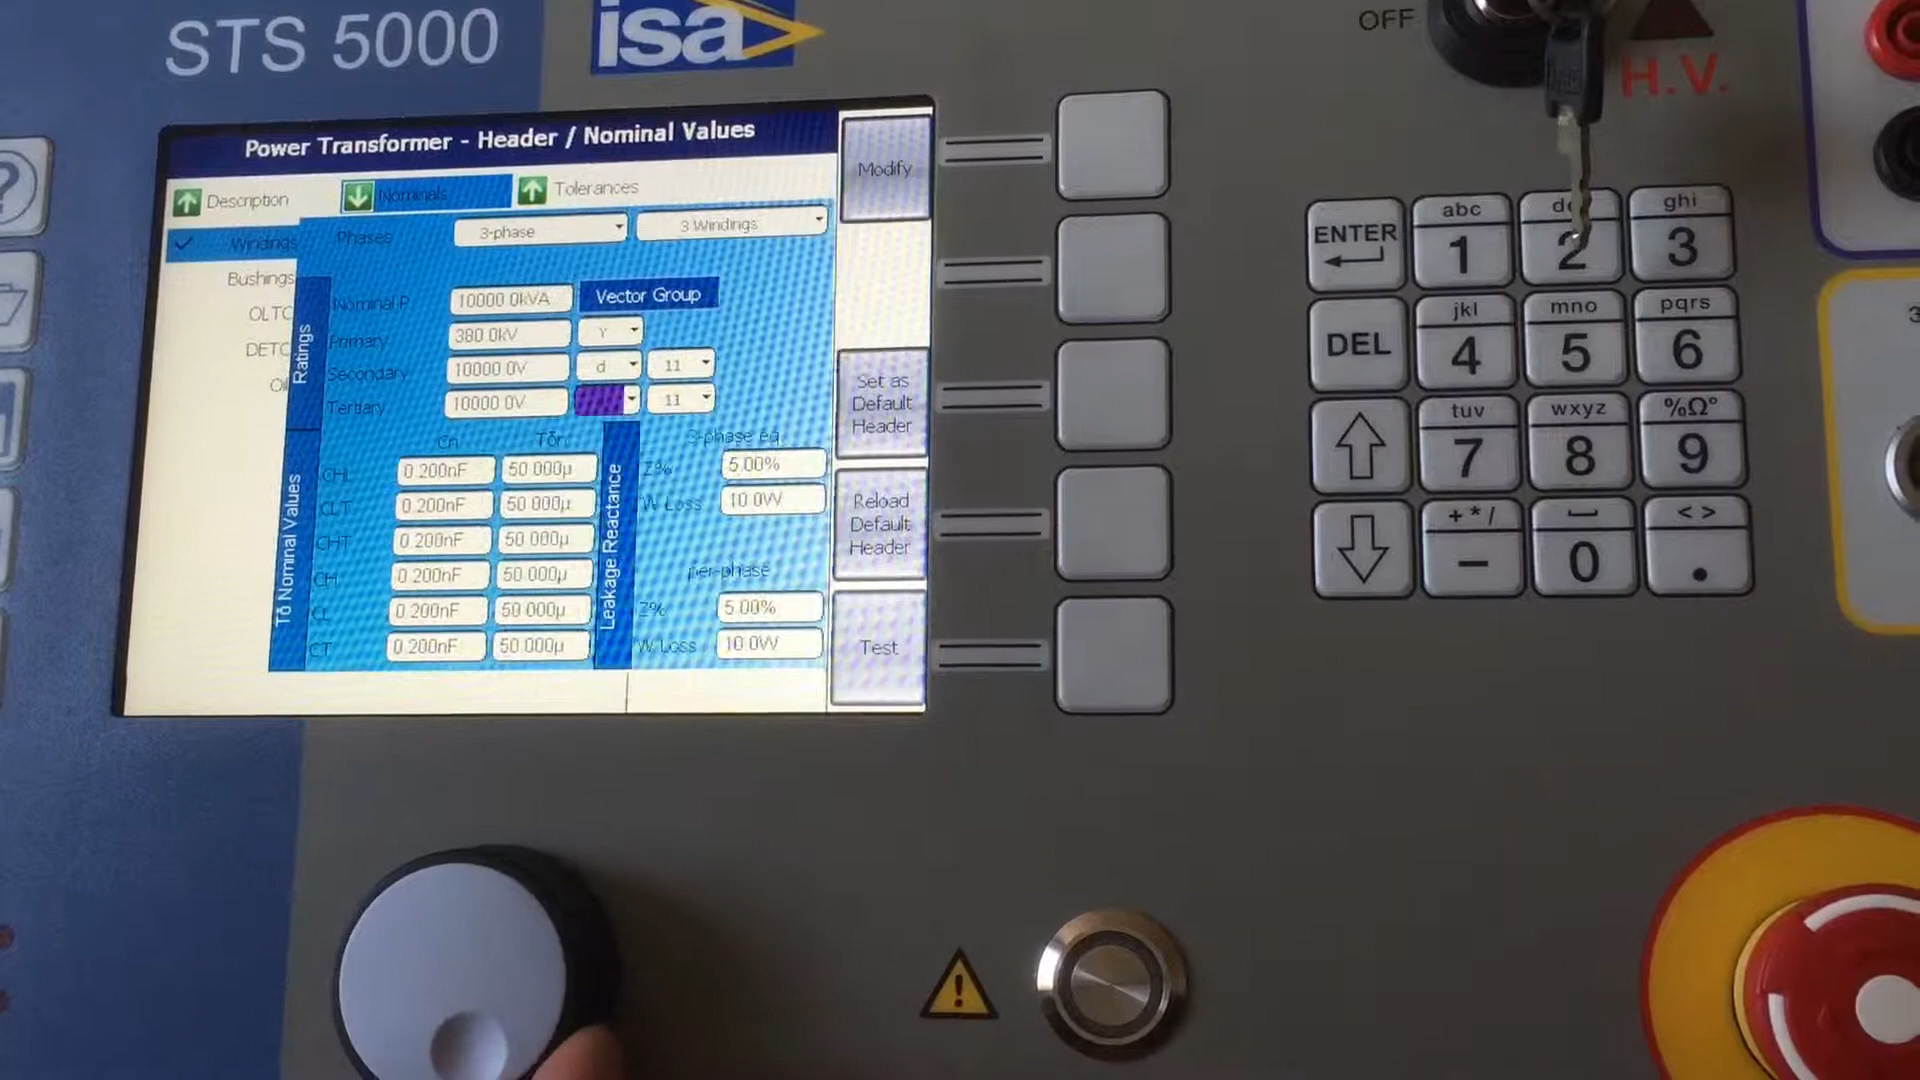 STS 5000
isa
OFF
H.V.
Power Transformer - Header / Nominal Values
Description
Nominals
Tolerances
Modify
Windings
Phases
3-phase
3 Windings
Bushings
OLTC
DETC
Ratings
Nominal P
10000.0kVA
Vector Group
Primary
380.0kV
Y
Secondary
10000.0V
d
11
Tertiary
10000.0V
11
Set as
Default
Header
Tδ Nominal Values
Cn
3-phase eq.
CHL
0.200nF
50.000µ
Leakage Reactance
Z%
5.00%
CLT
0.200nF
50.000µ
W Loss
10.0W
Reload
Default
Header
CHT
0.200nF
50.000µ
per-phase
CH
0.200nF
50.000µ
CL
0.200nF
50.000µ
Z%
5.00%
CT
0.200nF
50.000µ
W Loss
10.0W
Test
ENTER
abc
1
2
ghi
3
DEL
jkl
4
mno
5
pqrs
6
tuv
7
wxyz
8
%Ω°
9
+*/
-
0
< >
.